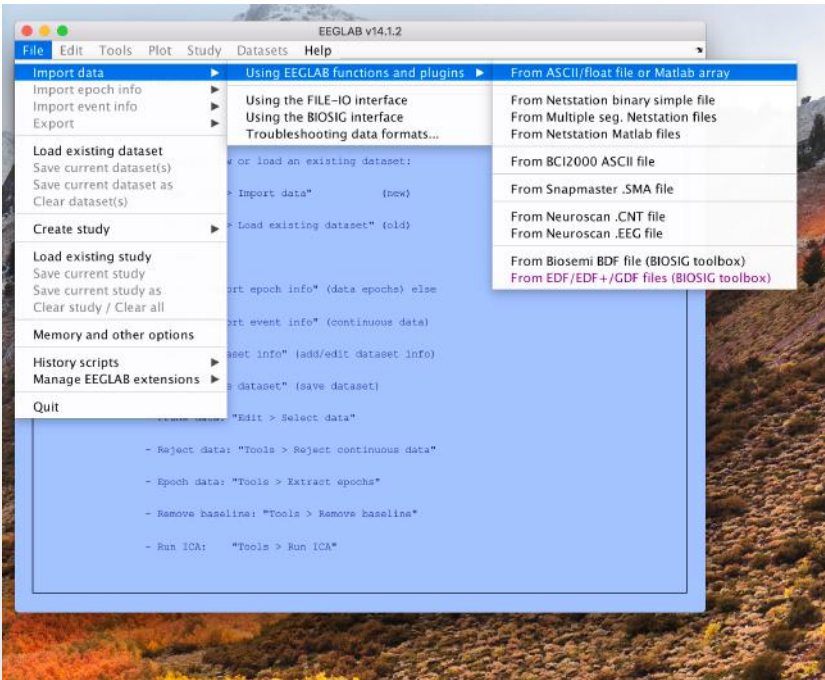 EEGLAB v14.1.2
File Edit Tools Plot Study Datasets Help
Import data
Import epoch info
Import event info
Export
Load existing dataset
Save current dataset(s)
Save current dataset as
Clear dataset(s)
Create study
Load existing study
Save current study
Save current study as
Clear study / Clear all
Memory and other options
History scripts
Manage EEGLAB extensions
Quit
Using EEGLAB functions and plugins
Using the FILE-IO interface
Using the BIOSIG interface
Troubleshooting data formats...
From ASCII/float file or Matlab array
From Netstation binary simple file
From Multiple seg. Netstation files
From Netstation Matlab files
From BCI2000 ASCII file
From Snapmaster .SMA file
From Neuroscan .CNT file
From Neuroscan .EEG file
From Biosemi BDF file (BIOSIG toolbox)
From EDF/EDF+/GDF files (BIOSIG toolbox)
or load an existing dataset:
> Import data" (new)
> Load existing dataset" (old)
epoch info" (data epochs) else
event info" (continuous data)
info" (add/edit dataset info)
dataset" (save dataset)
data: "Edit > Select data"
- Reject data: "Tools > Reject continuous data"
- Epoch data: "Tools > Extract epochs"
- Remove baseline: "Tools > Remove baseline"
- Run ICA: "Tools > Run ICA"